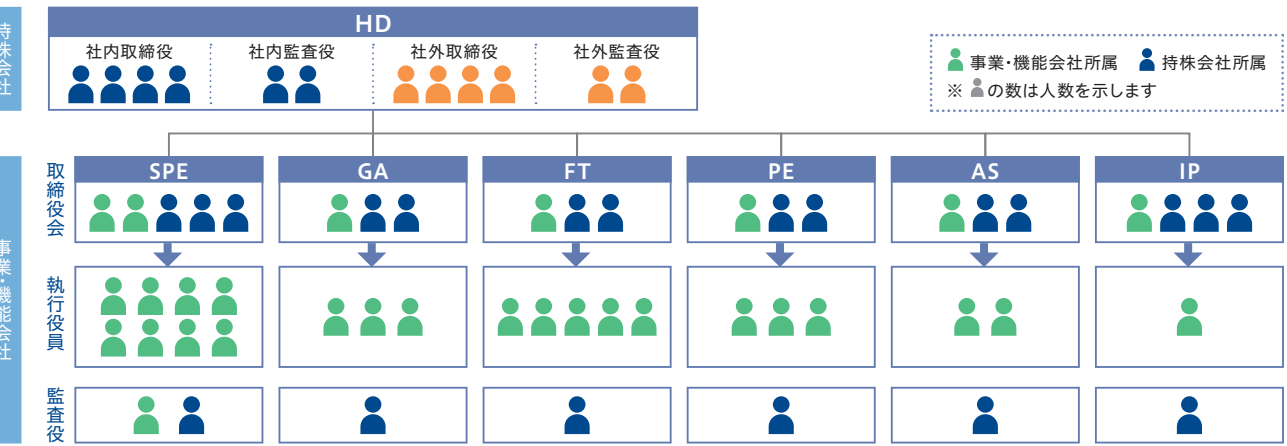 持株会社
HD
社内取締役 社内監査役 社外取締役 社外監査役
事業・機能会社所属 持株会社所属
※ の数は人数を示します
事業・機能会社
取締役会
SPE GA FT PE AS IP
執行役員
監査役